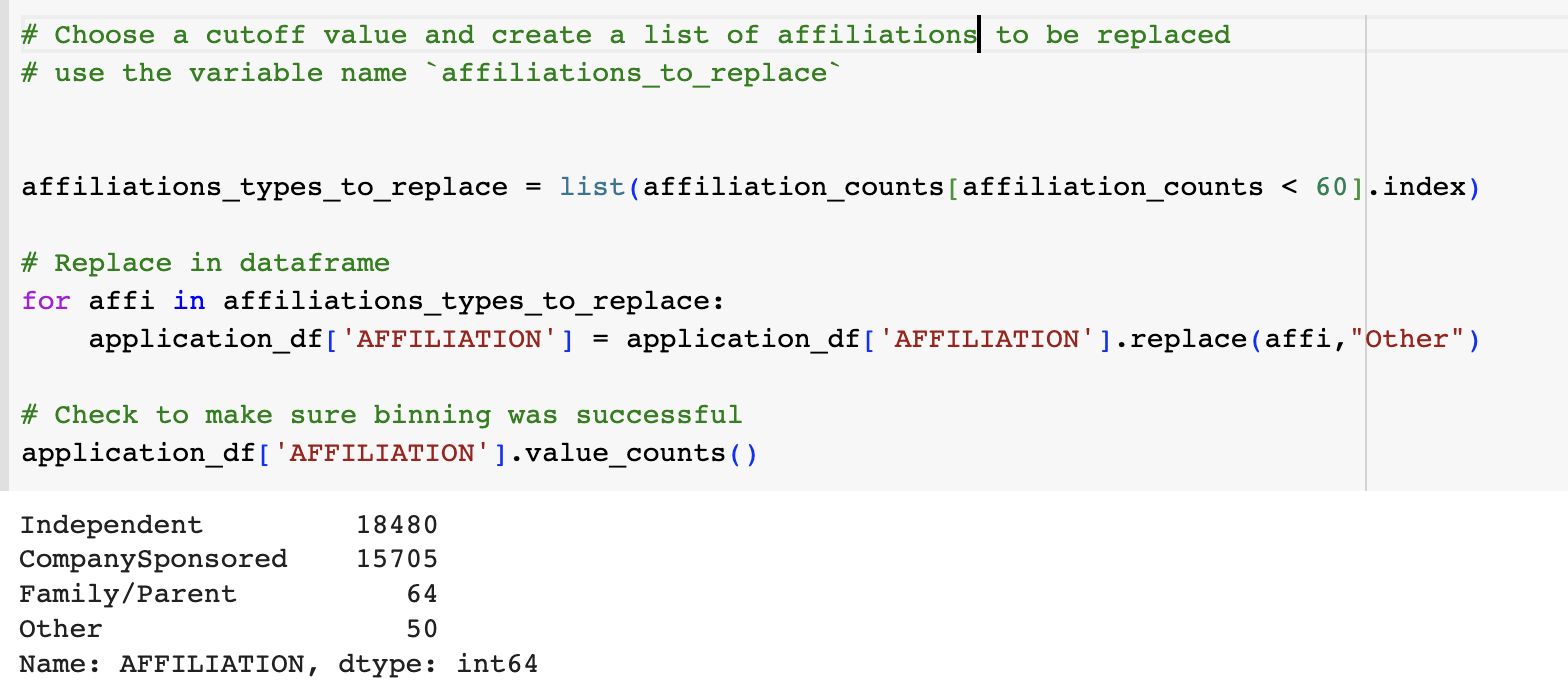 # Choose a cutoff value and create a list of affiliations to be replaced
# use the variable name `affiliations_to_replace`
affiliations_types_to_replace = list(affiliation_counts[affiliation_counts < 60].index)
# Replace in dataframe
for affi in affiliations_types_to_replace:
    application_df['AFFILIATION'] = application_df['AFFILIATION'].replace(affi,"Other")
# Check to make sure binning was successful
application_df['AFFILIATION'].value_counts()
Independent         18480
CompanySponsored    15705
Family/Parent          64
Other                  50
Name: AFFILIATION, dtype: int64